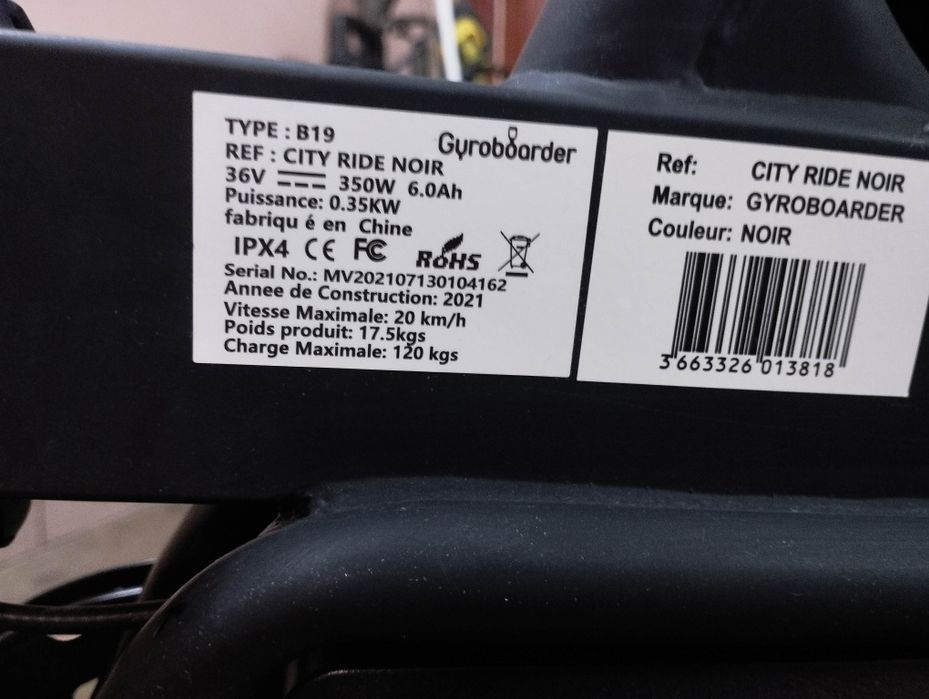 TYPE : B19
Gyroboarder
REF : CITY RIDE NOIR
36V 350W 6.0Ah
Puissance: 0.35KW
fabriqu é en Chine
IPX4 CE FC RoHS
Serial No.: MV202107130104162
Annee de Construction: 2021
Vitesse Maximale: 20 km/h
Poids produit: 17.5kgs
Charge Maximale: 120 kgs
Ref: CITY RIDE NOIR
Marque: GYROBOARDER
Couleur: NOIR
3 663326 013818